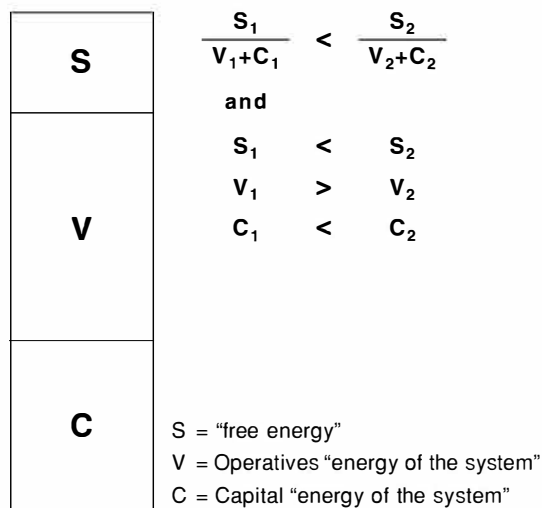 S
V
C
S₁ / V₁+C₁ < S₂ / V₂+C₂
and
S₁ < S₂
V₁ > V₂
C₁ < C₂
S = “free energy”
V = Operatives “energy of the system”
C = Capital “energy of the system”